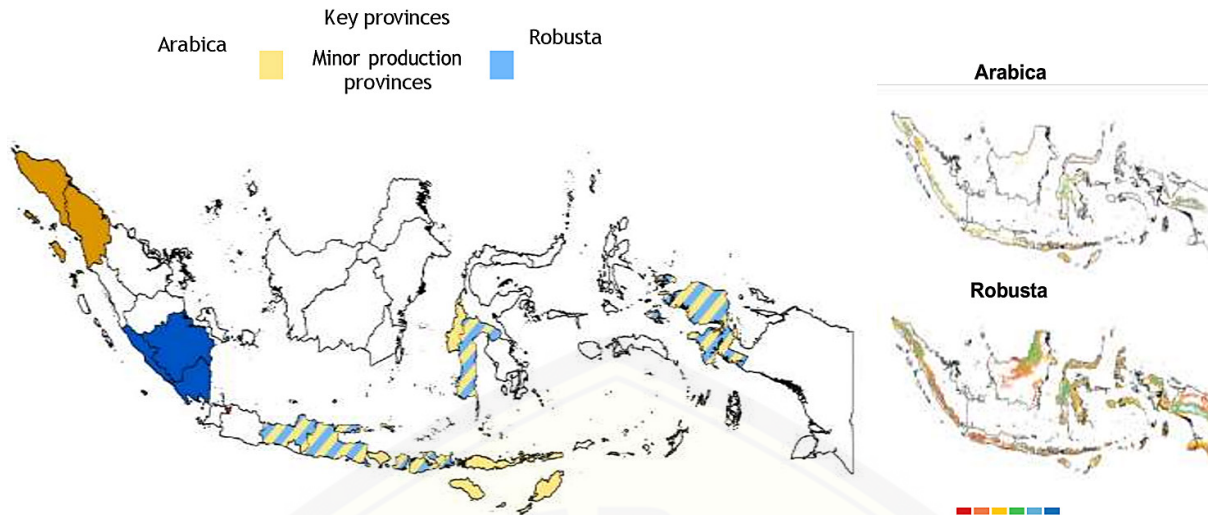 Key provinces
Arabica
Robusta
Minor production
provinces
Arabica
Robusta